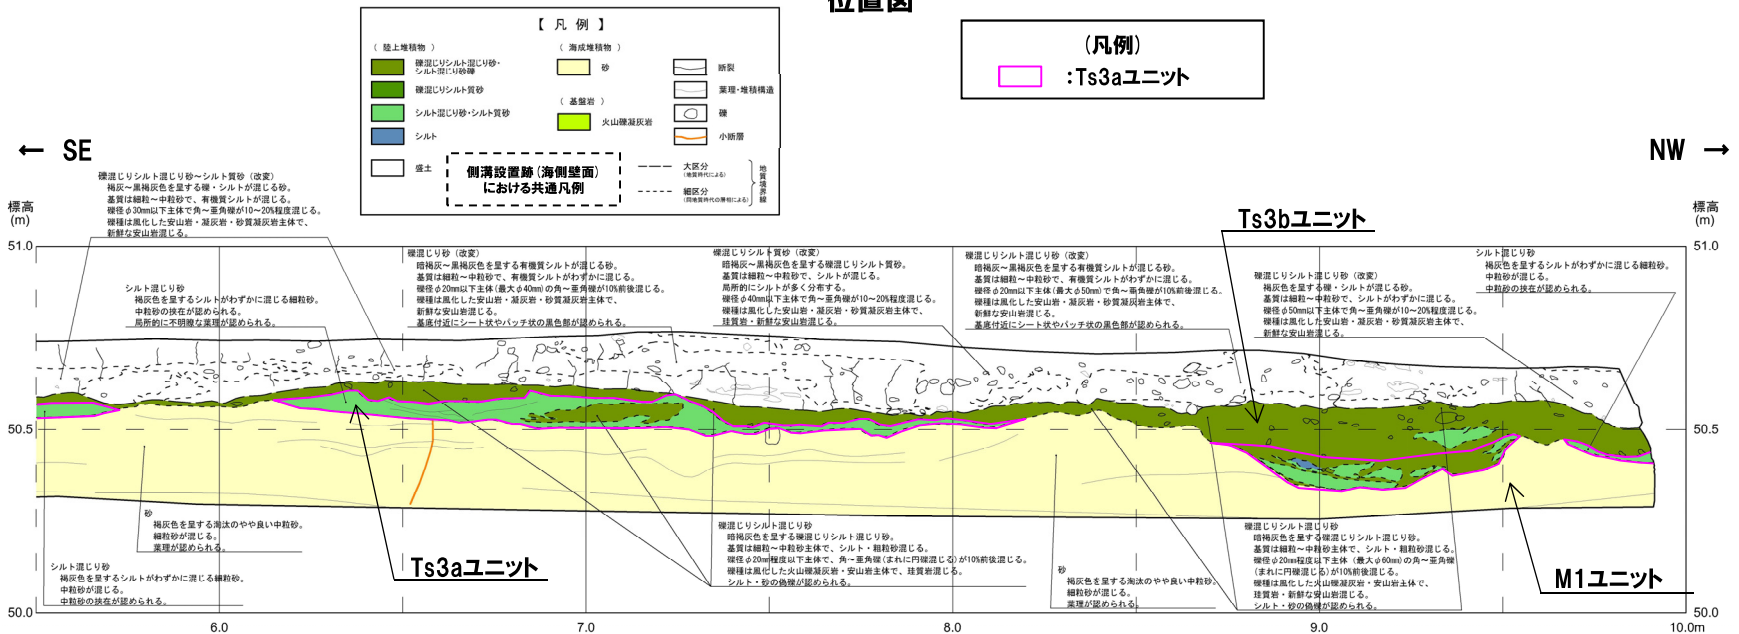 位置図
【 凡 例 】
（ 陸上堆積物 ）
礫混じりシルト混じり砂・
シルト混じり砂礫
礫混じりシルト質砂
シルト混じり砂・シルト質砂
シルト
盛土
（ 海成堆積物 ）
砂
（ 基盤岩 ）
火山礫凝灰岩
断裂
葉理・堆積構造
礫
小断層
側溝設置跡（海側壁面）
における共通凡例
大区分
（地質時代による）
細区分
（同地質時代の層相による）
地質境界線
（凡例）
：Ts3aユニット
← SE
NW →
標高
(m)
標高
(m)
礫混じりシルト混じり砂～シルト質砂（改変）
褐灰～黒褐灰色を呈する礫・シルトが混じる砂。
基質は細粒～中粒砂で、有機質シルトが混じる。
礫径φ30mm以下主体で角～亜角礫が10～20%程度混じる。
礫種は風化した安山岩・凝灰岩・砂質凝灰岩主体で、
新鮮な安山岩混じる。
シルト混じり砂
褐灰色を呈するシルトがわずかに混じる細粒砂。
中粒砂の挟在が認められる。
局所的に不明瞭な葉理が認められる。
礫混じり砂（改変）
暗褐灰～黒褐灰色を呈する有機質シルトが混じる砂。
基質は細粒～中粒砂で、有機質シルトがわずかに混じる。
礫径φ20mm以下主体（最大φ40mm）の角～亜角礫が10%前後混じる。
礫種は風化した安山岩・凝灰岩・砂質凝灰岩主体で、
新鮮な安山岩混じる。
基底付近にシート状やパッチ状の黒色部が認められる。
礫混じりシルト質砂（改変）
暗褐灰～黒褐灰色を呈する礫混じりシルト質砂。
基質は細粒～中粒砂で、シルトが混じる。
局所的にシルトが多く分布する。
礫径φ40mm以下主体で角～亜角礫が10～20%程度混じる。
礫種は風化した安山岩・凝灰岩・砂質凝灰岩主体で、
珪質岩・新鮮な安山岩混じる。
礫混じりシルト混じり砂（改変）
暗褐灰～黒褐灰色を呈する有機質シルトが混じる砂。
基質は細粒～中粒砂で、有機質シルトがわずかに混じる。
礫径φ20mm以下主体（最大φ50mm）で角～亜角礫が10%前後混じる。
礫種は風化した安山岩・凝灰岩・砂質凝灰岩主体で、
新鮮な安山岩混じる。
基底付近にシート状やパッチ状の黒色部が認められる。
Ts3bユニット
礫混じりシルト混じり砂（改変）
褐灰色を呈する礫・シルトが混じる砂。
基質は細粒～中粒砂で、シルトがわずかに混じる。
礫径φ50mm以下主体で角～亜角礫が10～20%程度混じる。
礫種は風化した安山岩・凝灰岩・砂質凝灰岩主体で、
新鮮な安山岩混じる。
シルト混じり砂
褐灰色を呈するシルトがわずかに混じる細粒砂。
中粒砂が混じる。
中粒砂の挟在が認められる。
51.0
51.0
50.5
50.5
砂
褐灰色を呈する淘汰のやや良い中粒砂。
細粒砂が混じる。
葉理が認められる。
シルト混じり砂
褐灰色を呈するシルトがわずかに混じる細粒砂。
中粒砂が混じる。
中粒砂の挟在が認められる。
Ts3aユニット
礫混じりシルト混じり砂
暗褐灰色を呈する礫混じりシルト混じり砂。
基質は細粒～中粒砂主体で、シルト・粗粒砂混じる。
礫径φ20mm程度以下主体で、角～亜角礫（まれに円礫混じる）が10%前後混じる。
礫種は風化した火山礫凝灰岩・安山岩主体で、珪質岩混じる。
シルト・砂の偽礫が認められる。
砂
褐灰色を呈する淘汰のやや良い中粒砂。
細粒砂が混じる。
葉理が認められる。
礫混じりシルト混じり砂
暗褐灰色を呈する礫混じりシルト混じり砂。
基質は細粒～中粒砂主体で、シルト・粗粒砂混じる。
礫径φ20mm程度以下主体（最大φ60mm）の角～亜角礫
（まれに円礫混じる）が10%前後混じる。
礫種は風化した火山礫凝灰岩・安山岩主体で、
珪質岩・新鮮な安山岩混じる。
シルト・砂の偽礫が認められる。
M1ユニット
50.0
50.0
6.0
7.0
8.0
9.0
10.0m